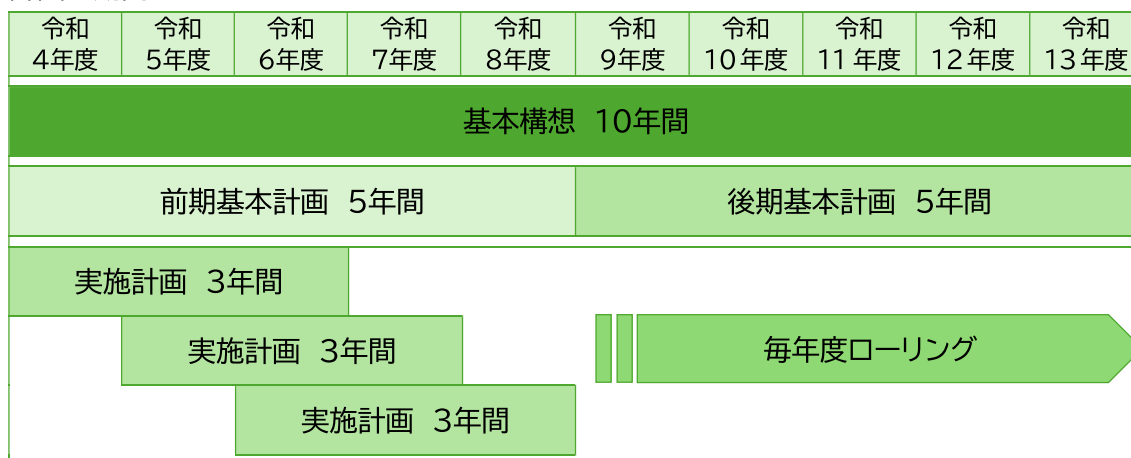 令和 令和 令和 令和 令和 令和 令和 令和 令和 令和
4年度 5年度 6年度 7年度 8年度 9年度 10年度 11年度 12年度 13年度
基本構想 10年間
前期基本計画 5年間 後期基本計画 5年間
実施計画 3年間
実施計画 3年間 毎年度ローリング
実施計画 3年間